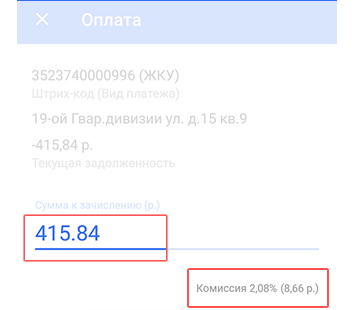 Оплата
3523740000996 (ЖКУ)
Штрих-код (Вид платежа)
19-ой Гвар.дивизии ул. д.15 кв.9
-415,84 р.
Текущая задолженность
Сумма к зачислению (р.)
415.84
Комиссия 2,08% (8,66 р.)